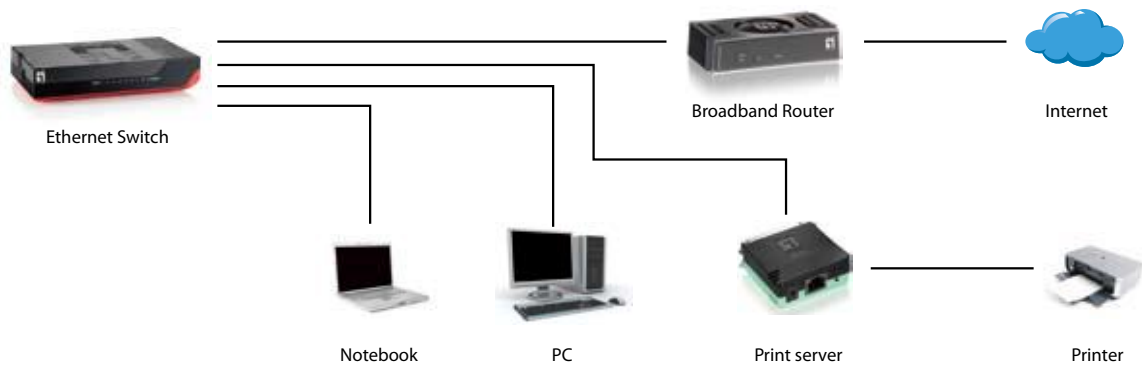 Ethernet Switch
Broadband Router
Internet
Notebook
PC
Print server
Printer